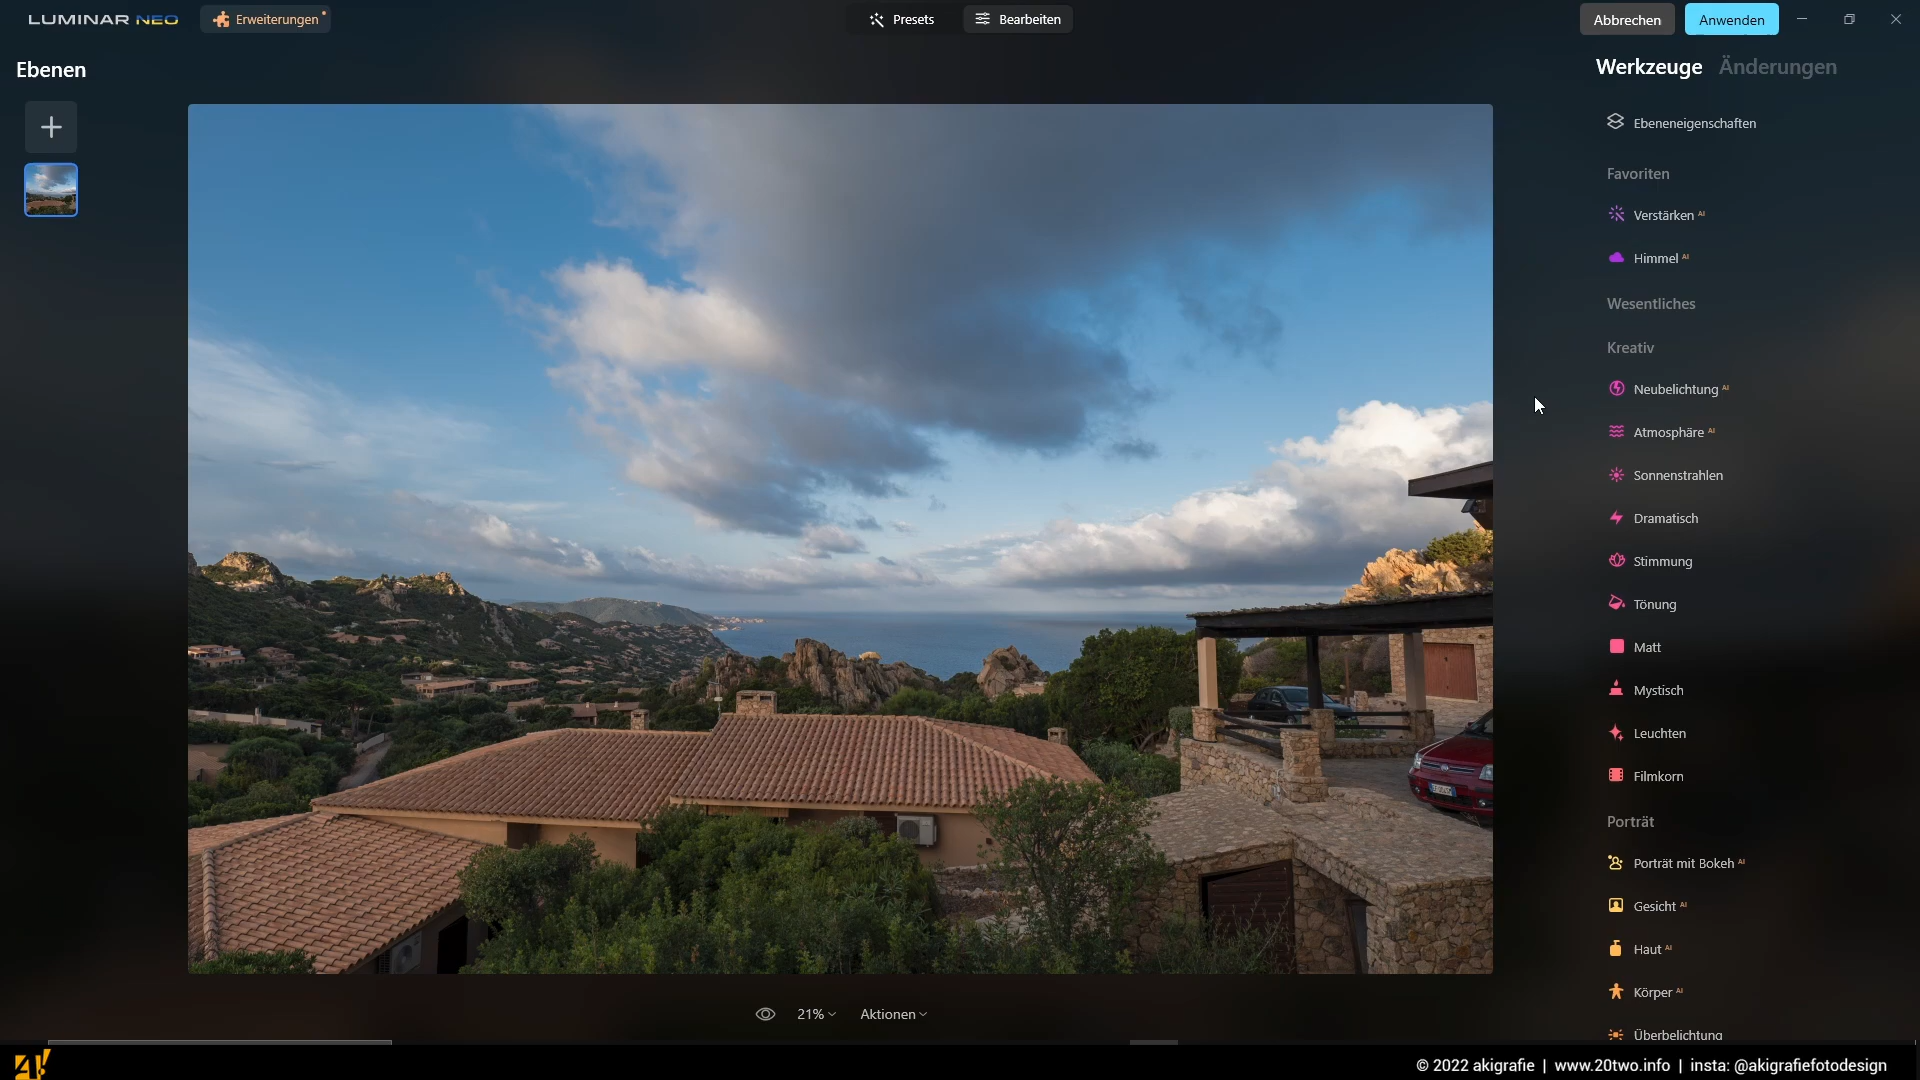 LUMINAR NEO
Erweiterungen
Presets
Bearbeiten
Abbrechen
Anwenden
Ebenen
Werkzeuge Änderungen
Ebeneneigenschaften
Favoriten
Verstärken AI
Himmel AI
Wesentliches
Kreativ
Neubelichtung AI
Atmosphäre AI
Sonnenstrahlen
Dramatisch
Stimmung
Tönung
Matt
Mystisch
Leuchten
Filmkorn
Porträt
Porträt mit Bokeh AI
Gesicht AI
Haut AI
Körper AI
Überbelichtung
21%
Aktionen
A!
© 2022 akigrafie | www.20two.info | insta: @akigrafiefotodesign